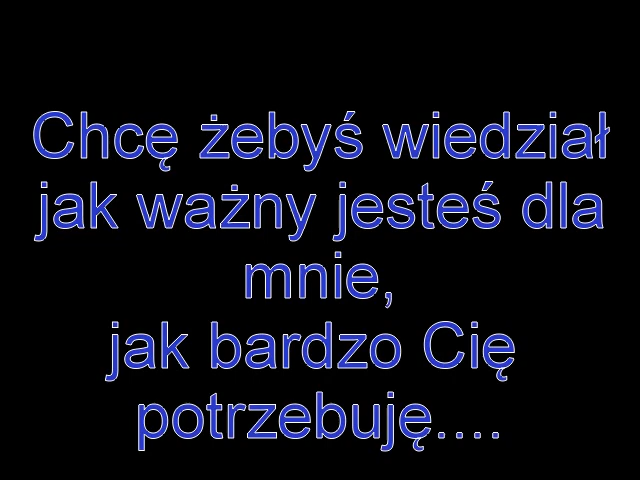 Chcę żebyś wiedział
jak ważny jesteś dla
mnie,
jak bardzo Cię
potrzebuję....